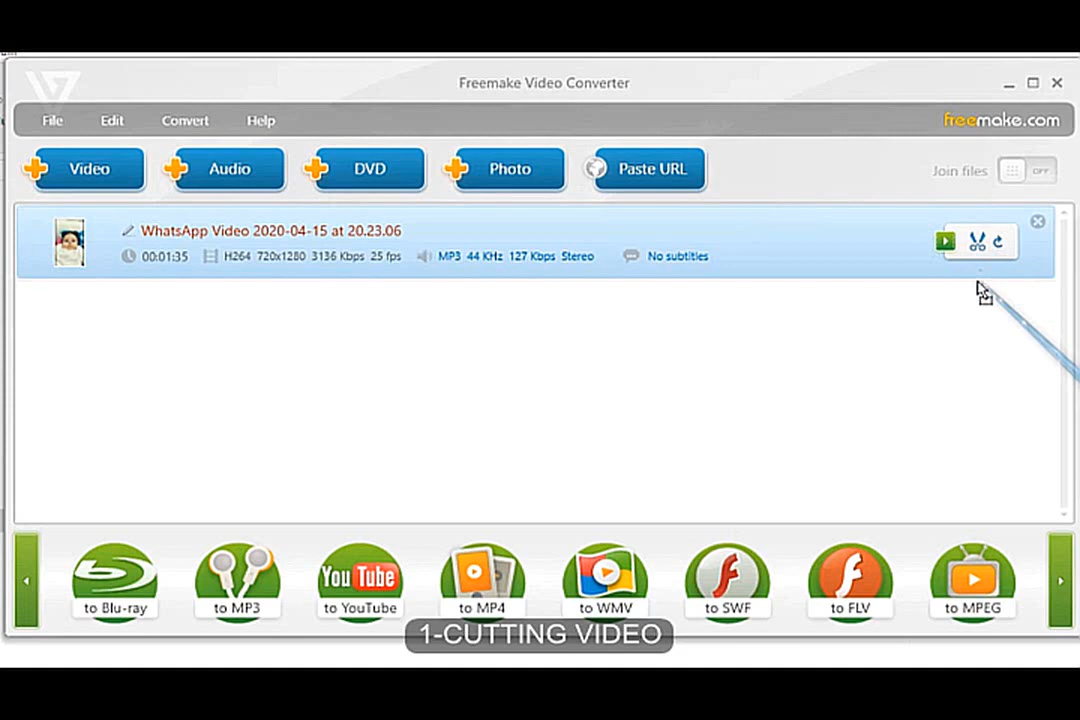 Freemake Video Converter
File Edit Convert Help freemake.com
Video Audio DVD Photo Paste URL Join files OFF
WhatsApp Video 2020-04-15 at 20.23.06
00:01:35 H264 720x1280 3136 Kbps 25 fps MP3 44 KHz 127 Kbps Stereo No subtitles
You Tube
to Blu-ray to MP3 to YouTube to MP4 to WMV to SWF to FLV to MPEG
1-CUTTING VIDEO